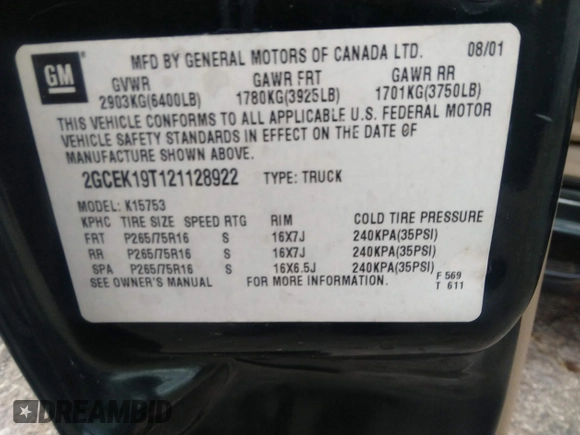 GM
MFD BY GENERAL MOTORS OF CANADA LTD. 08/01
GVWR GAWR FRT GAWR RR
2903KG(6400LB) 1780KG(3925LB) 1701KG(3750LB)
THIS VEHICLE CONFORMS TO ALL APPLICABLE U.S. FEDERAL MOTOR
VEHICLE SAFETY STANDARDS IN EFFECT ON THE DATE OF
MANUFACTURE SHOWN ABOVE.
2GCEK19T121128922 TYPE: TRUCK
MODEL: K15753
KPHC TIRE SIZE SPEED RTG RIM COLD TIRE PRESSURE
FRT P265/75R16 S 16X7J 240KPA(35PSI)
RR P265/75R16 S 16X7J 240KPA(35PSI)
SPA P265/75R16 S 16X6.5J 240KPA(35PSI)
SEE OWNER'S MANUAL FOR MORE INFORMATION.
F 569
T 611
DREAMBID